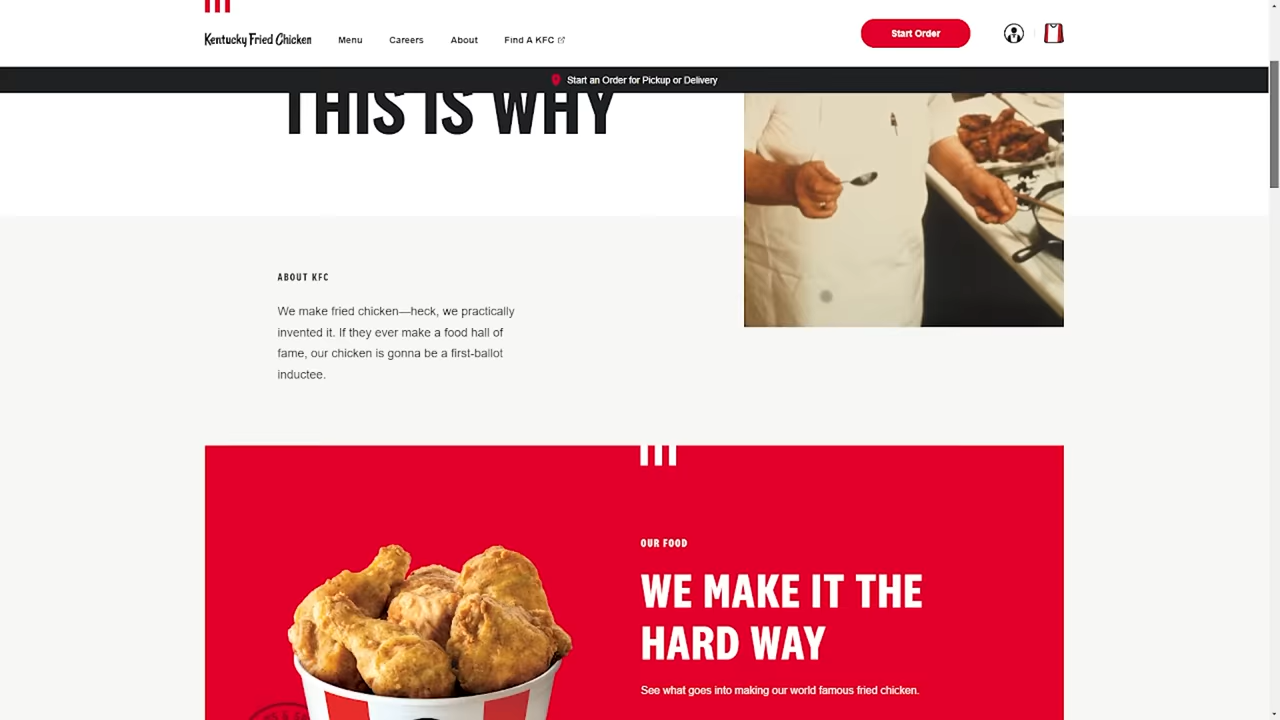 Kentucky Fried Chicken Menu Careers About Find A KFC Start Order
Start an Order for Pickup or Delivery
THIS IS WHY
ABOUT KFC
We make fried chicken—heck, we practically
invented it. If they ever make a food hall of
fame, our chicken is gonna be a first-ballot
inductee.
OUR FOOD
WE MAKE IT THE
HARD WAY
See what goes into making our world famous fried chicken.